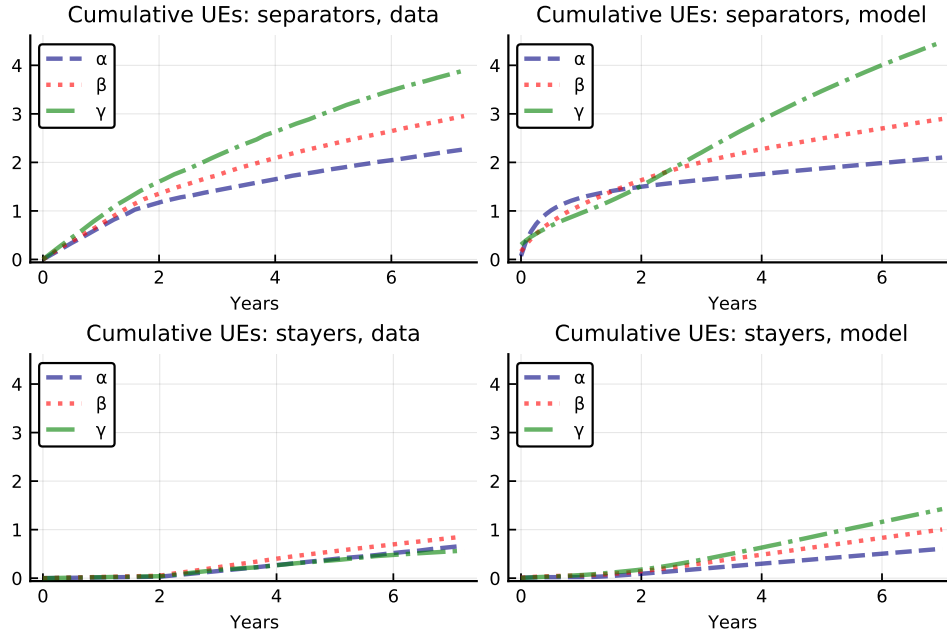 Cumulative UEs: separators, data
4
3
2
1
0
α
β
γ
0 2 4 6
Years
Cumulative UEs: separators, model
4
3
2
1
0
α
β
γ
0 2 4 6
Years
Cumulative UEs: stayers, data
4
3
2
1
0
α
β
γ
0 2 4 6
Years
Cumulative UEs: stayers, model
4
3
2
1
0
α
β
γ
0 2 4 6
Years